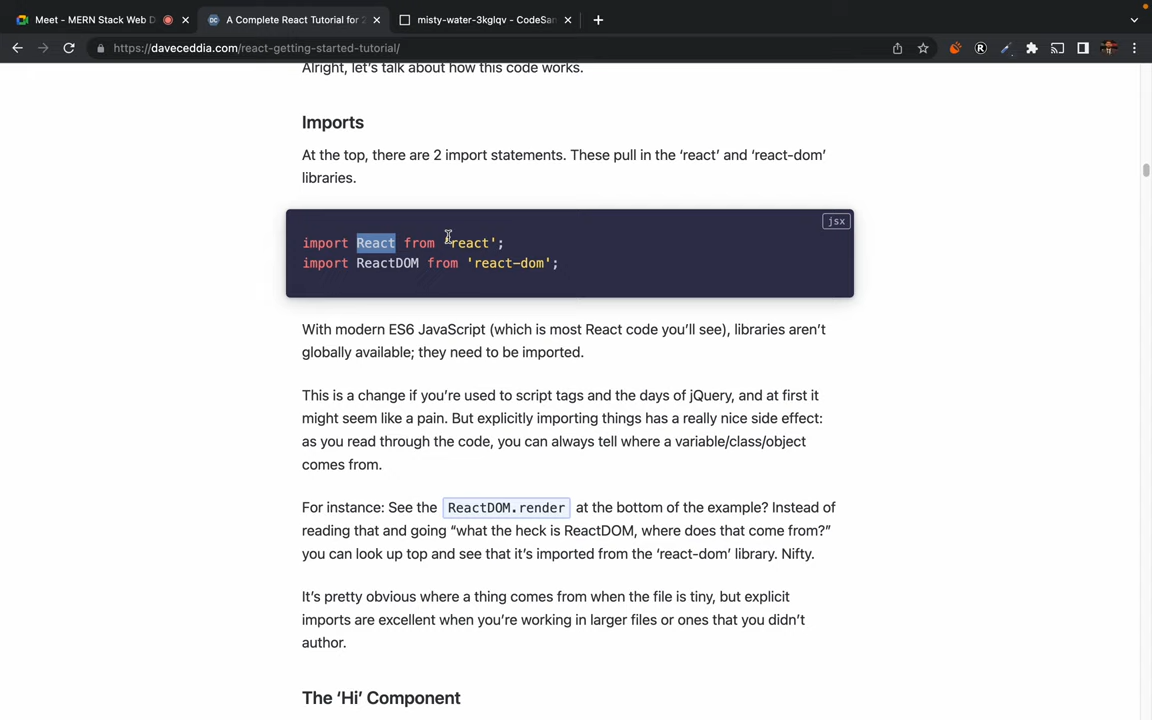 Meet - MERN Stack Web D
A Complete React Tutorial for 2
misty-water-3kglqv - CodeSan
https://daveceddia.com/react-getting-started-tutorial/
Alright, let's talk about how this code works.
Imports
At the top, there are 2 import statements. These pull in the ‘react’ and ‘react-dom’
libraries.
jsx
import React from 'react';
import ReactDOM from 'react-dom';
With modern ES6 JavaScript (which is most React code you’ll see), libraries aren’t
globally available; they need to be imported.
This is a change if you’re used to script tags and the days of jQuery, and at first it
might seem like a pain. But explicitly importing things has a really nice side effect:
as you read through the code, you can always tell where a variable/class/object
comes from.
For instance: See the ReactDOM.render at the bottom of the example? Instead of
reading that and going “what the heck is ReactDOM, where does that come from?”
you can look up top and see that it’s imported from the ‘react-dom’ library. Nifty.
It’s pretty obvious where a thing comes from when the file is tiny, but explicit
imports are excellent when you’re working in larger files or ones that you didn’t
author.
The ‘Hi’ Component